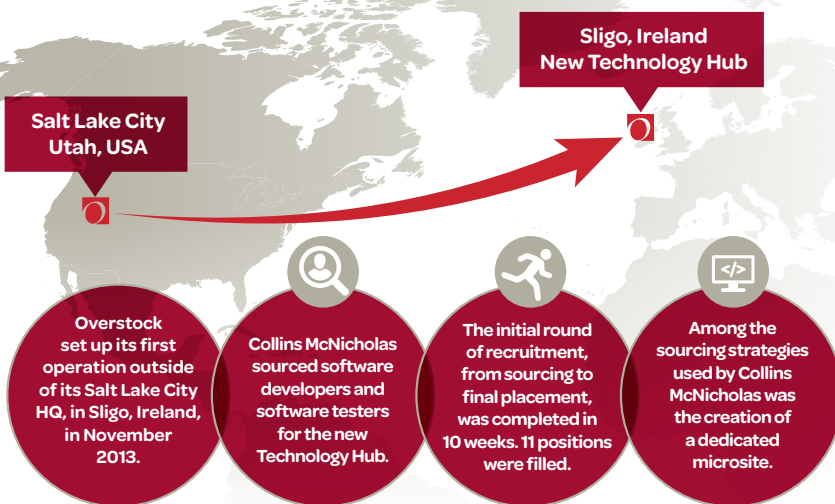 Sligo, Ireland
New Technology Hub
Salt Lake City
Utah, USA
Overstock
set up its first
operation outside
of its Salt Lake City
HQ, in Sligo, Ireland,
in November
2013.
Collins McNicholas
sourced software
developers and
software testers
for the new
Technology Hub.
The initial round
of recruitment,
from sourcing to
final placement,
was completed in
10 weeks. 11 positions
were filled.
</>
Among the
sourcing strategies
used by Collins
McNicholas was
the creation of
a dedicated
microsite.